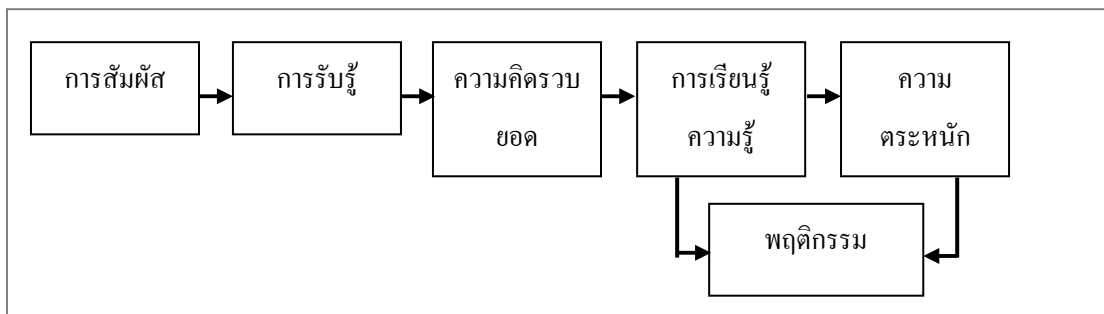 การสัมผัส
การรับรู้
ความคิดรวบ
ยอด
การเรียนรู้
ความรู้
ความ
ตระหนัก
พฤติกรรม